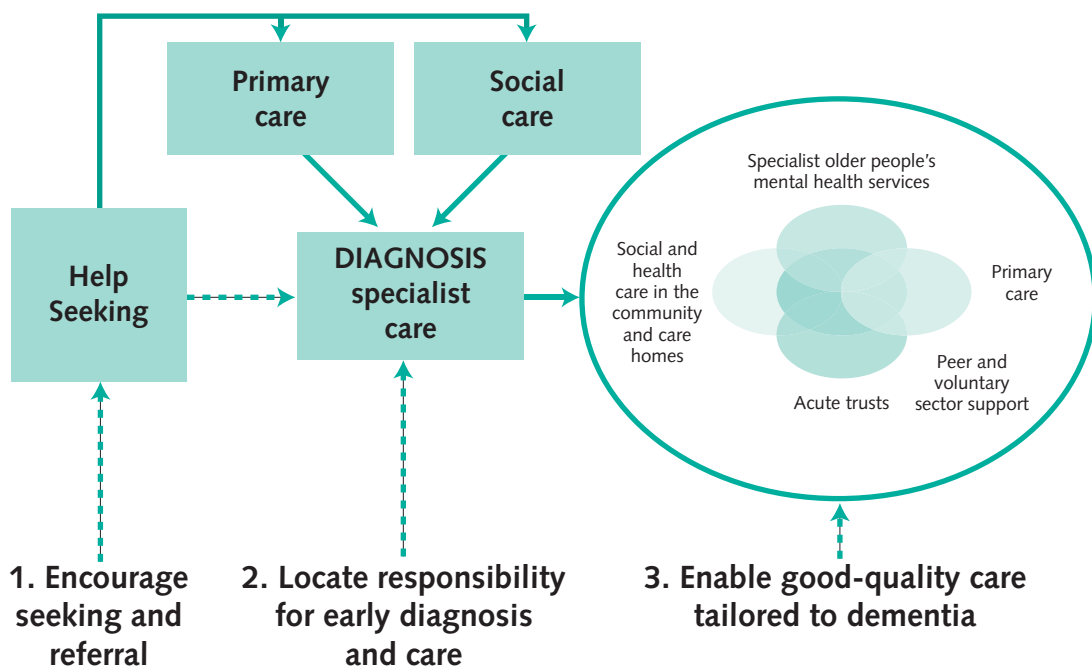 Primary
care
Social
care
Help
Seeking
DIAGNOSIS
specialist
care
Specialist older people's
mental health services
Social and
health
care in the
community
and care
homes
Primary
care
Peer and
voluntary
sector support
Acute trusts
1. Encourage
seeking and
referral
2. Locate responsibility
for early diagnosis
and care
3. Enable good-quality care
tailored to dementia